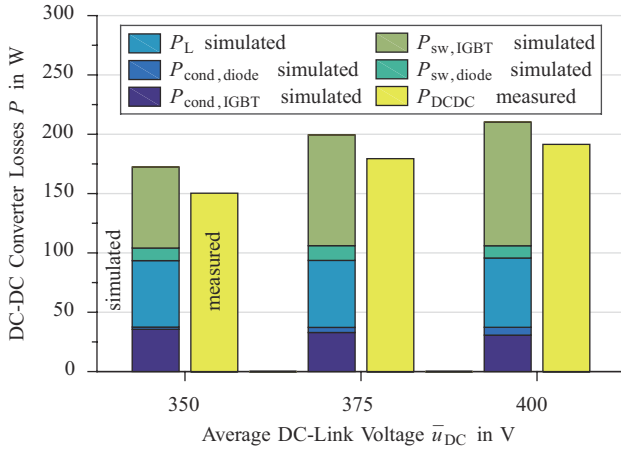 DC-DC Converter Losses P in W
300
250
200
150
100
50
0
P_L simulated
P_cond,diode simulated
P_cond,IGBT simulated
P_sw,IGBT simulated
P_sw,diode simulated
P_DCDC measured
simulated
measured
350
375
400
Average DC-Link Voltage u̅_DC in V